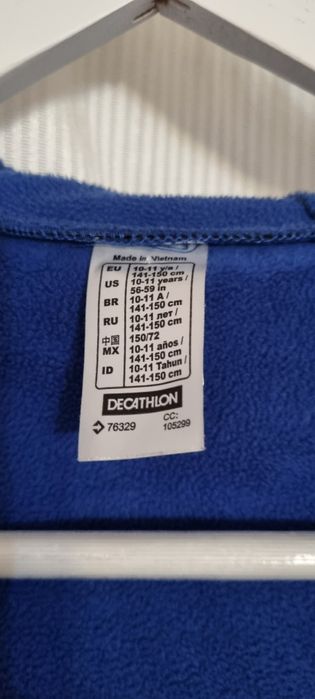 Made in Vietnam
EU 10-11 y/a / 141-150 cm
US 10-11 years / 56-59 in
BR 10-11 A / 141-150 cm
RU 10-11 лет / 141-150 cm
中国 150/72
MX 10-11 años / 141-150 cm
ID 10-11 Tahun / 141-150 cm
DECATHLON
76329 CC: 105299